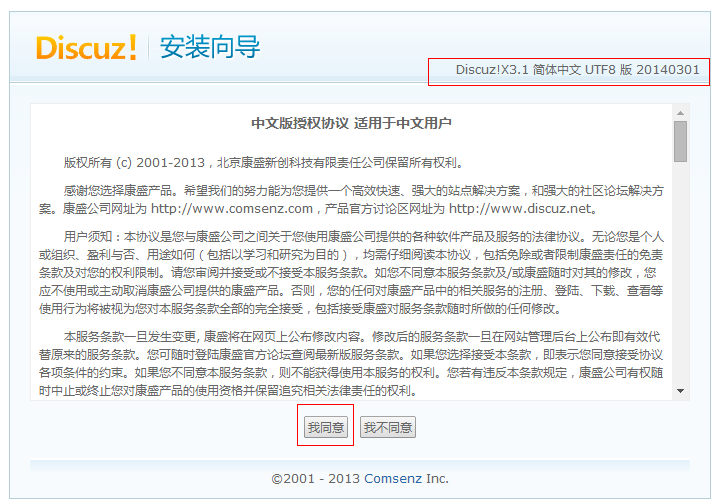 Discuz! 安装向导
Discuz!X3.1 简体中文 UTF8 版 20140301
中文版授权协议 适用于中文用户
版权所有 (c) 2001-2013，北京康盛新创科技有限责任公司保留所有权利。
感谢您选择康盛产品。希望我们的努力能为您提供一个高效快速、强大的站点解决方案，和强大的社区论坛解决方
案。康盛公司网址为 http://www.comsenz.com，产品官方讨论区网址为 http://www.discuz.net。
用户须知：本协议是您与康盛公司之间关于您使用康盛公司提供的各种软件产品及服务的法律协议。无论您是个人
或组织、盈利与否、用途如何（包括以学习和研究为目的），均需仔细阅读本协议，包括免除或者限制康盛责任的免责
条款及对您的权利限制。请您审阅并接受或不接受本服务条款。如您不同意本服务条款及/或康盛随时对其的修改，您
应不使用或主动取消康盛公司提供的康盛产品。否则，您的任何对康盛产品中的相关服务的注册、登陆、下载、查看等
使用行为将被视为您对本服务条款全部的完全接受，包括接受康盛对服务条款随时所做的任何修改。
本服务条款一旦发生变更, 康盛将在网页上公布修改内容。修改后的服务条款一旦在网站管理后台上公布即有效代
替原来的服务条款。您可随时登陆康盛官方论坛查阅最新版服务条款。如果您选择接受本条款，即表示您同意接受协议
各项条件的约束。如果您不同意本服务条款，则不能获得使用本服务的权利。您若有违反本条款规定，康盛公司有权随
时中止或终止您对康盛产品的使用资格并保留追究相关法律责任的权利。
我同意 我不同意
©2001 - 2013 Comsenz Inc.